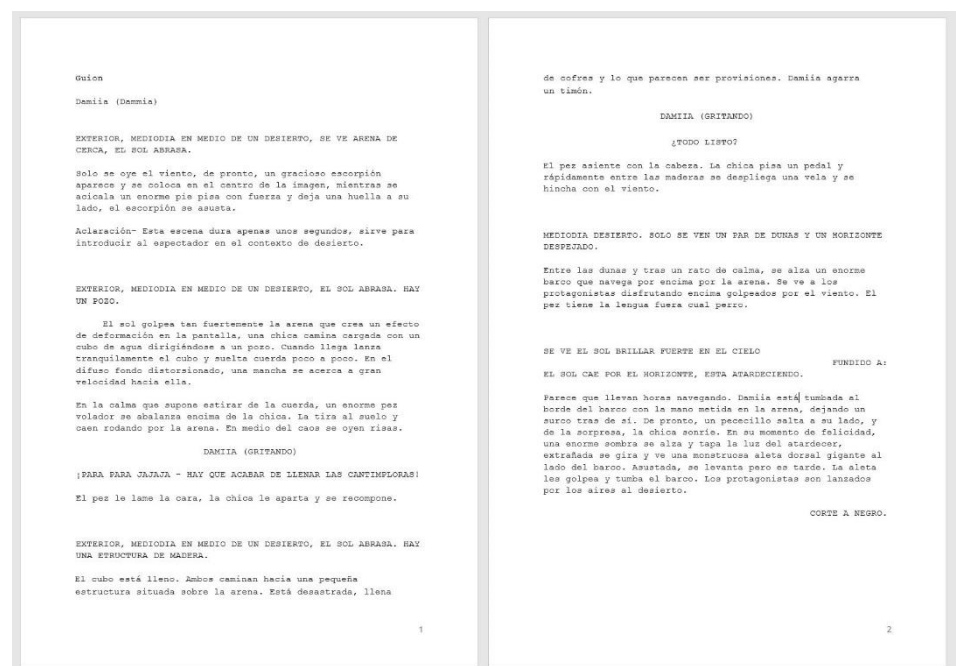 Guion
Damiia (Dammia)
EXTERIOR, MEDIODIA EN MEDIO DE UN DESIERTO, SE VE ARENA DE
CERCA, EL SOL ABRASA.
Solo se oye el viento, de pronto, un gracioso escorpión
aparece y se coloca en el centro de la imagen, mientras se
acicala un enorme pie pisa con fuerza y deja una huella a su
lado, el escorpión se asusta.
Aclaración- Esta escena dura apenas unos segundos, sirve para
introducir al espectador en el contexto de desierto.
EXTERIOR, MEDIODIA EN MEDIO DE UN DESIERTO, EL SOL ABRASA. HAY
UN POZO.
El sol golpea tan fuertemente la arena que crea un efecto
de deformación en la pantalla, una chica camina cargada con un
cubo de agua dirigiéndose a un pozo. Cuando llega lanza
tranquilamente el cubo y suelta cuerda poco a poco. En el
difuso fondo distorsionado, una mancha se acerca a gran
velocidad hacia ella.
En la calma que supone estirar de la cuerda, un enorme pez
volador se abalanza encima de la chica. La tira al suelo y
caen rodando por la arena. En medio del caos se oyen risas.
DAMIIA (GRITANDO)
¡PARA PARA JAJAJA - HAY QUE ACABAR DE LLENAR LAS CANTIMPLORAS!
El pez le lame la cara, la chica le aparta y se recompone.
EXTERIOR, MEDIODIA EN MEDIO DE UN DESIERTO, EL SOL ABRASA. HAY
UNA ETRUCTURA DE MADERA.
El cubo está lleno. Ambos caminan hacia una pequeña
estructura situada sobre la arena. Está desastrada, llena
1
de cofres y lo que parecen ser provisiones. Damiia agarra
un timón.
DAMIIA (GRITANDO)
¿TODO LISTO?
El pez asiente con la cabeza. La chica pisa un pedal y
rápidamente entre las maderas se despliega una vela y se
hincha con el viento.
MEDIODIA DESIERTO. SOLO SE VEN UN PAR DE DUNAS Y UN HORIZONTE
DESPEJADO.
Entre las dunas y tras un rato de calma, se alza un enorme
barco que navega por encima por la arena. Se ve a los
protagonistas disfrutando encima golpeados por el viento. El
pez tiene la lengua fuera cual perro.
SE VE EL SOL BRILLAR FUERTE EN EL CIELO
FUNDIDO A:
EL SOL CAE POR EL HORIZONTE, ESTA ATARDECIENDO.
Parece que llevan horas navegando. Damiia está tumbada al
borde del barco con la mano metida en la arena, dejando un
surco tras de sí. De pronto, un pececillo salta a su lado, y
de la sorpresa, la chica sonríe. En su momento de felicidad,
una enorme sombra se alza y tapa la luz del atardecer,
extrañada se gira y ve una monstruosa aleta dorsal gigante al
lado del barco. Asustada, se levanta pero es tarde. La aleta
les golpea y tumba el barco. Los protagonistas son lanzados
por los aires al desierto.
CORTE A NEGRO.
2